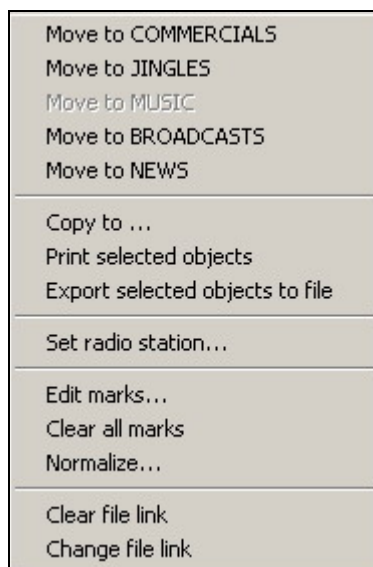 Move to COMMERCIALS
Move to JINGLES
Move to MUSIC
Move to BROADCASTS
Move to NEWS
Copy to ...
Print selected objects
Export selected objects to file
Set radio station...
Edit marks...
Clear all marks
Normalize...
Clear file link
Change file link